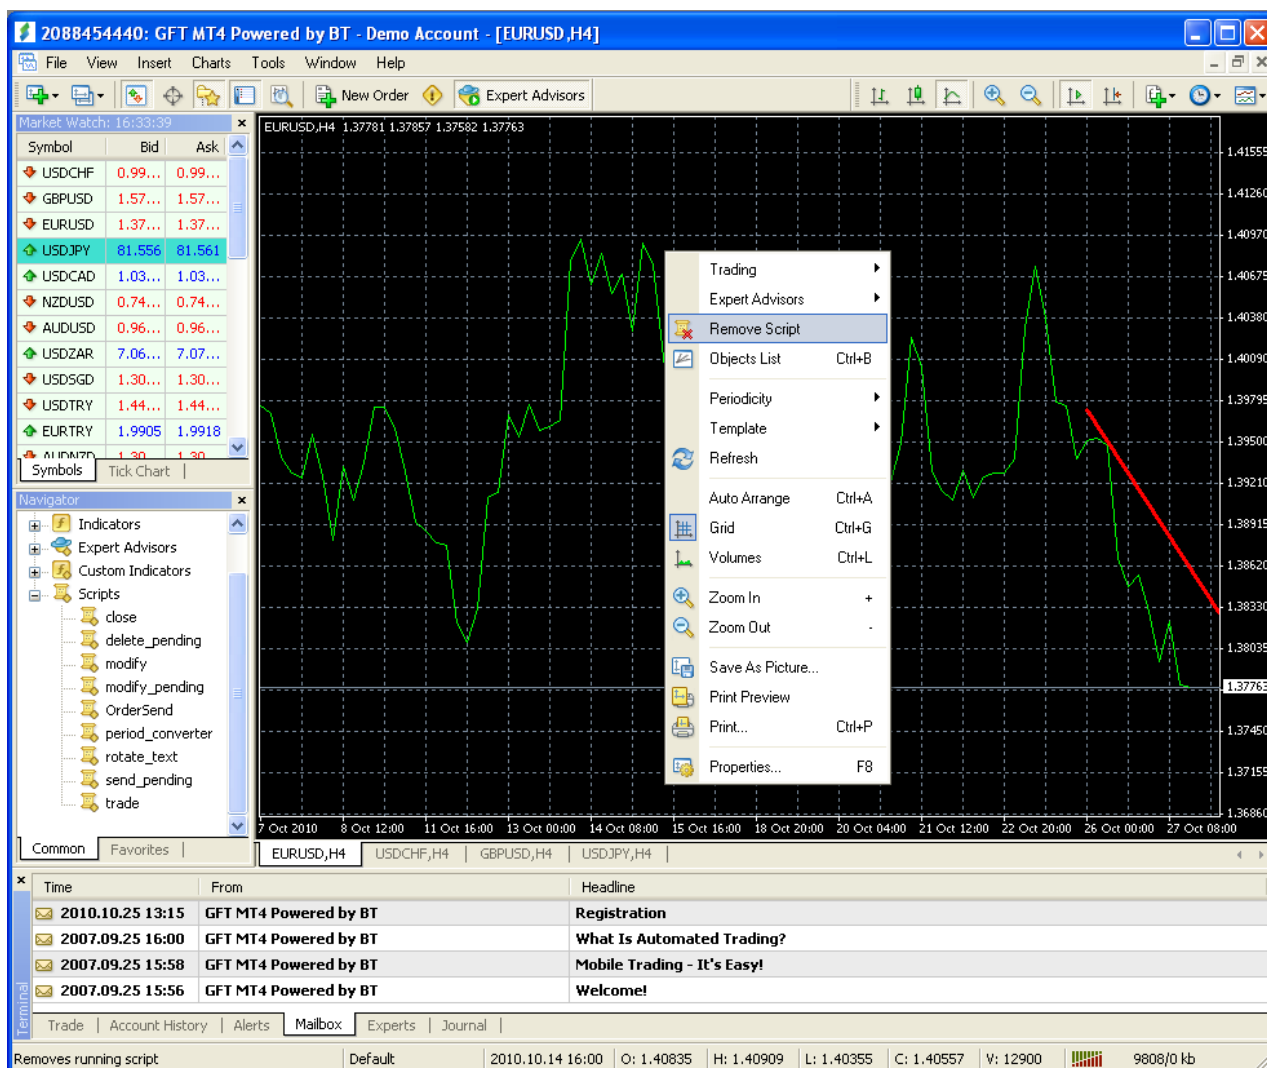 2088454440: GFT MT4 Powered by BT - Demo Account - [EURUSD,H4]
File View Insert Charts Tools Window Help
New Order Expert Advisors
Market Watch: 16:33:39
Symbol Bid Ask
USDCHF 0.99... 0.99...
GBPUSD 1.57... 1.57...
EURUSD 1.37... 1.37...
USDJPY 81.556 81.561
USDCAD 1.03... 1.03...
NZDUSD 0.74... 0.74...
AUDUSD 0.96... 0.96...
USDZAR 7.06... 7.07...
USDSGD 1.30... 1.30...
USDTRY 1.44... 1.44...
EURTRY 1.9905 1.9918
AUDNZD 1.30 1.30
Symbols Tick Chart
Navigator
Indicators
Expert Advisors
Custom Indicators
Scripts
close
delete_pending
modify
modify_pending
OrderSend
period_converter
rotate_text
send_pending
trade
Common Favorites
EURUSD,H4 1.37781 1.37857 1.37582 1.37763
Trading
Expert Advisors
Remove Script
Objects List Ctrl+B
Periodicity
Template
Refresh
Auto Arrange Ctrl+A
Grid Ctrl+G
Volumes Ctrl+L
Zoom In +
Zoom Out -
Save As Picture...
Print Preview
Print... Ctrl+P
Properties... F8
1.41555
1.41260
1.40970
1.40675
1.40380
1.40090
1.39795
1.39500
1.39210
1.38915
1.38620
1.38330
1.38035
1.37763
1.37450
1.37155
1.36860
7 Oct 2010 8 Oct 12:00 11 Oct 16:00 13 Oct 00:00 14 Oct 08:00 15 Oct 16:00 18 Oct 20:00 20 Oct 04:00 21 Oct 12:00 22 Oct 20:00 26 Oct 00:00 27 Oct 08:00
EURUSD,H4 USDCHF,H4 GBPUSD,H4 USDJPY,H4
Time From Headline
2010.10.25 13:15 GFT MT4 Powered by BT Registration
2007.09.25 16:00 GFT MT4 Powered by BT What Is Automated Trading?
2007.09.25 15:58 GFT MT4 Powered by BT Mobile Trading - It's Easy!
2007.09.25 15:56 GFT MT4 Powered by BT Welcome!
Terminal
Trade Account History Alerts Mailbox Experts Journal
Removes running script Default 2010.10.14 16:00 O: 1.40835 H: 1.40909 L: 1.40355 C: 1.40557 V: 12900 9808/0 kb